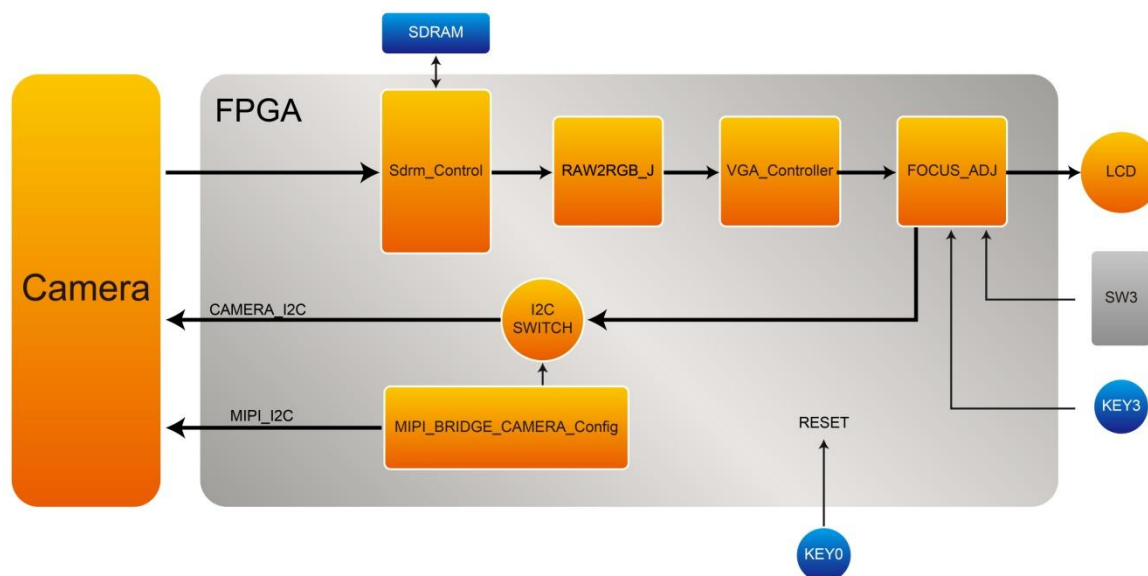 SDRAM
FPGA
Camera
Sdrm_Control
RAW2RGB_J
VGA_Controller
FOCUS_ADJ
LCD
CAMERA_I2C
I2C
SWITCH
SW3
MIPI_I2C
MIPI_BRIDGE_CAMERA_Config
RESET
KEY3
KEY0